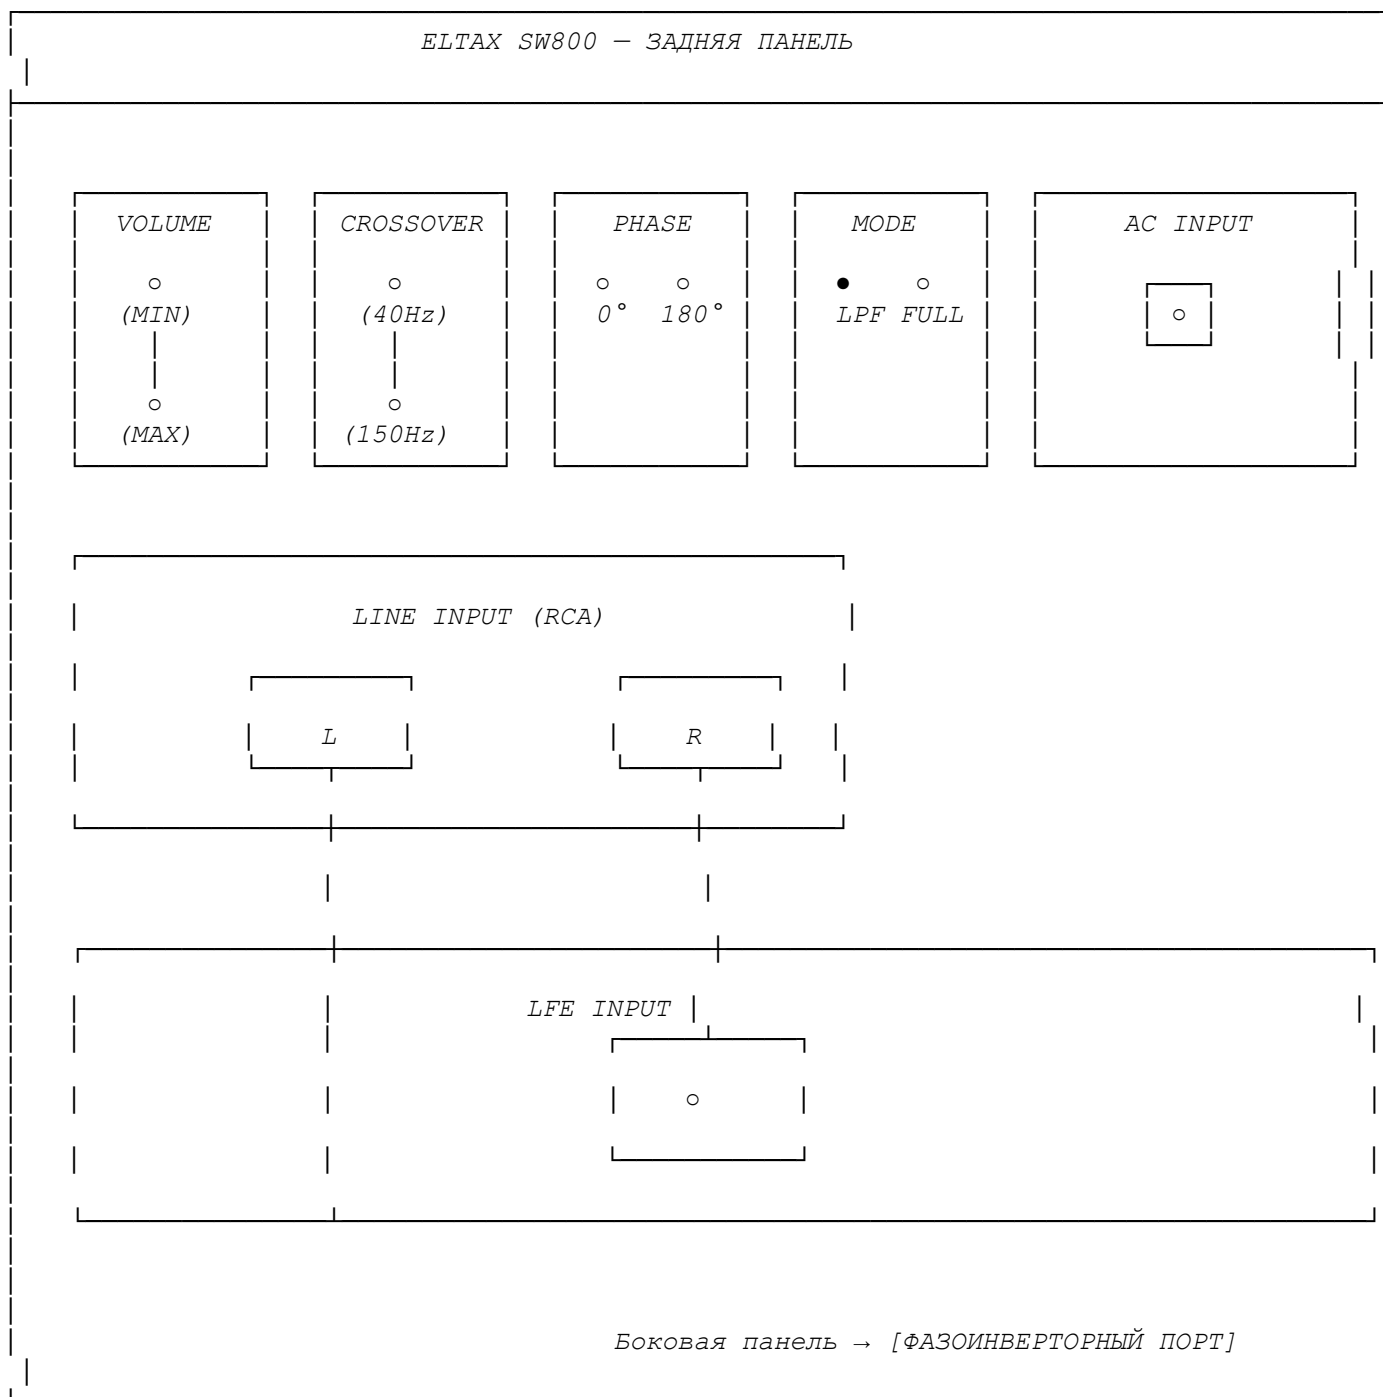 ELTAX SW800 — ЗАДНЯЯ ПАНЕЛЬ
VOLUME CROSSOVER PHASE MODE AC INPUT
(MIN) (40Hz) 0° 180° LPF FULL
(MAX) (150Hz)
LINE INPUT (RCA)
L R
LFE INPUT
Боковая панель → [ФАЗОИНВЕРТОРНЫЙ ПОРТ]